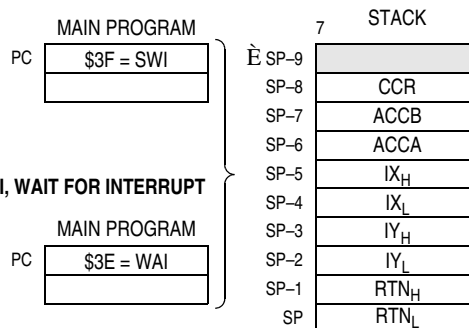 MAIN PROGRAM
PC $3F = SWI
I, WAIT FOR INTERRUPT
MAIN PROGRAM
PC $3E = WAI
7 STACK
È SP–9
SP–8 CCR
SP–7 ACCB
SP–6 ACCA
SP–5 IXH
SP–4 IXL
SP–3 IYH
SP–2 IYL
SP–1 RTNH
SP RTNL